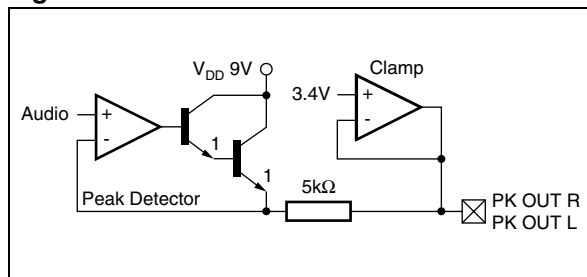 V_DD 9V
Clamp
3.4V
+
-
Audio
+
-
1
1
Peak Detector
5kΩ
PK OUT R
PK OUT L